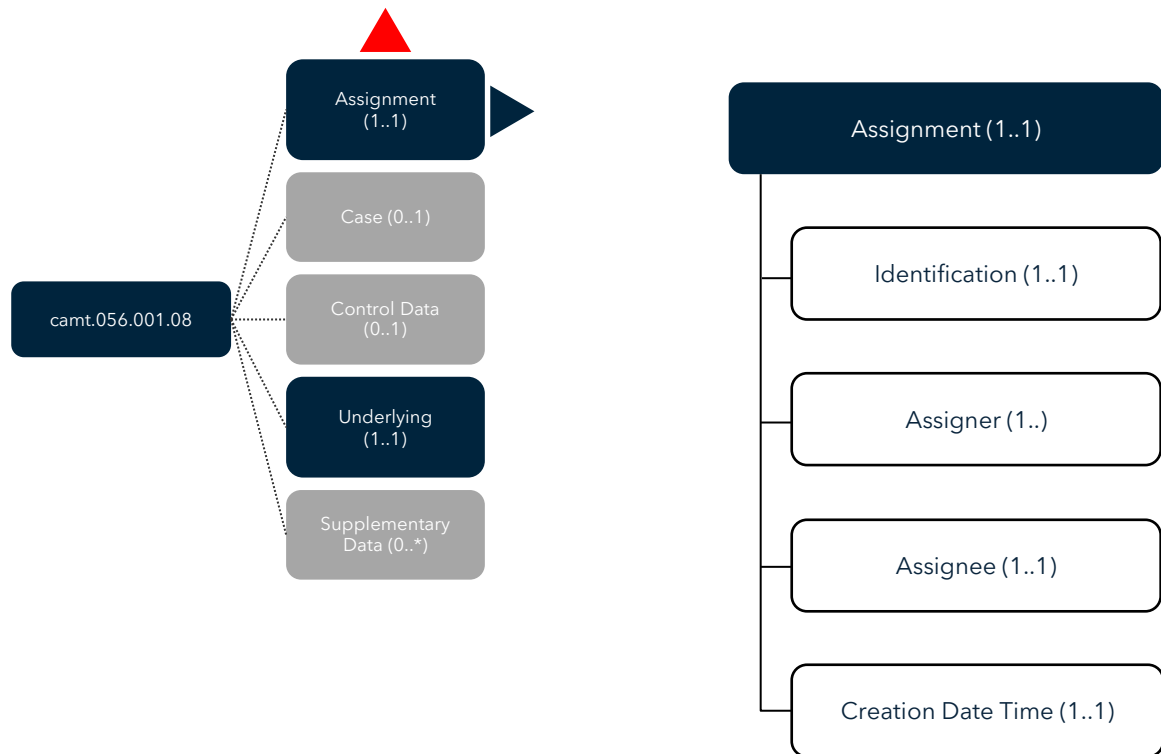 camt.056.001.08
Assignment
(1..1)
Case (0..1)
Control Data
(0..1)
Underlying
(1..1)
Supplementary
Data (0..*)
Assignment (1..1)
Identification (1..1)
Assigner (1..)
Assignee (1..1)
Creation Date Time (1..1)